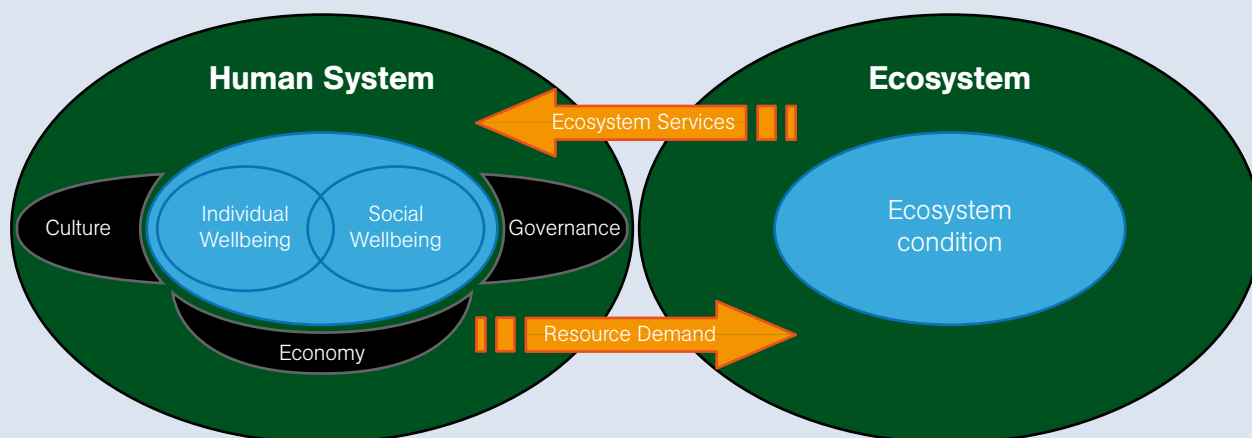 Human System
Ecosystem
Ecosystem Services
Culture
Individual
Wellbeing
Social
Wellbeing
Governance
Ecosystem
condition
Resource Demand
Economy